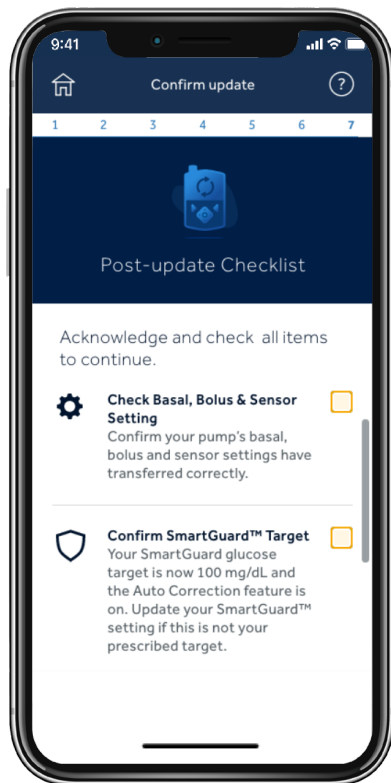 9:41
Confirm update
?
1 2 3 4 5 6 7
Post-update Checklist
Acknowledge and check all items
to continue.
Check Basal, Bolus & Sensor
Setting
Confirm your pump's basal,
bolus and sensor settings have
transferred correctly.
Confirm SmartGuard™ Target
Your SmartGuard glucose
target is now 100 mg/dL and
the Auto Correction feature is
on. Update your SmartGuard™
setting if this is not your
prescribed target.